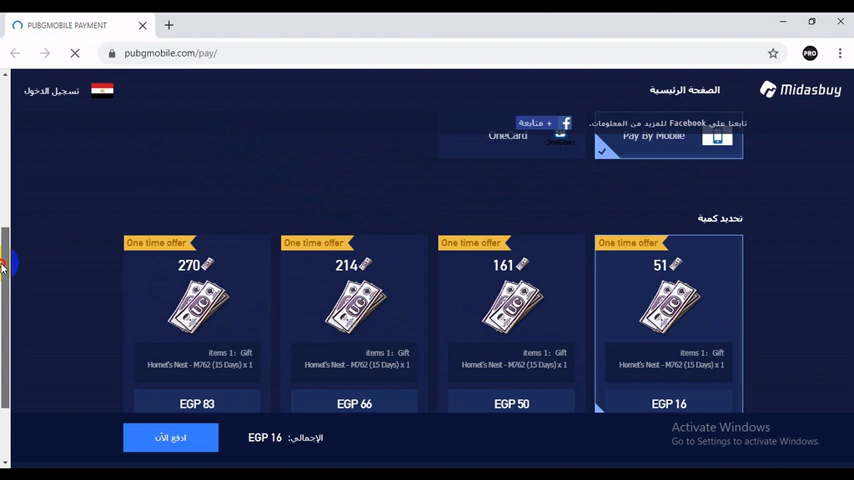 PUBGMOBILE PAYMENT
pubgmobile.com/pay/
PRO
Midasbuy
الصفحة الرئيسية
تسجيل الدخول
تابعنا على Facebook للمزيد من المعلومات.
متابعة +
Pay By Mobile
OneCard
تحديد كمية
One time offer
51
items 1: Gift
Hornet's Nest - M762 (15 Days) x 1
EGP 16
One time offer
161
items 1: Gift
Hornet's Nest - M762 (15 Days) x 1
EGP 50
One time offer
214
items 1: Gift
Hornet's Nest - M762 (15 Days) x 1
EGP 66
One time offer
270
items 1: Gift
Hornet's Nest - M762 (15 Days) x 1
EGP 83
الإجمالي: EGP 16
ادفع الآن
Activate Windows
Go to Settings to activate Windows.